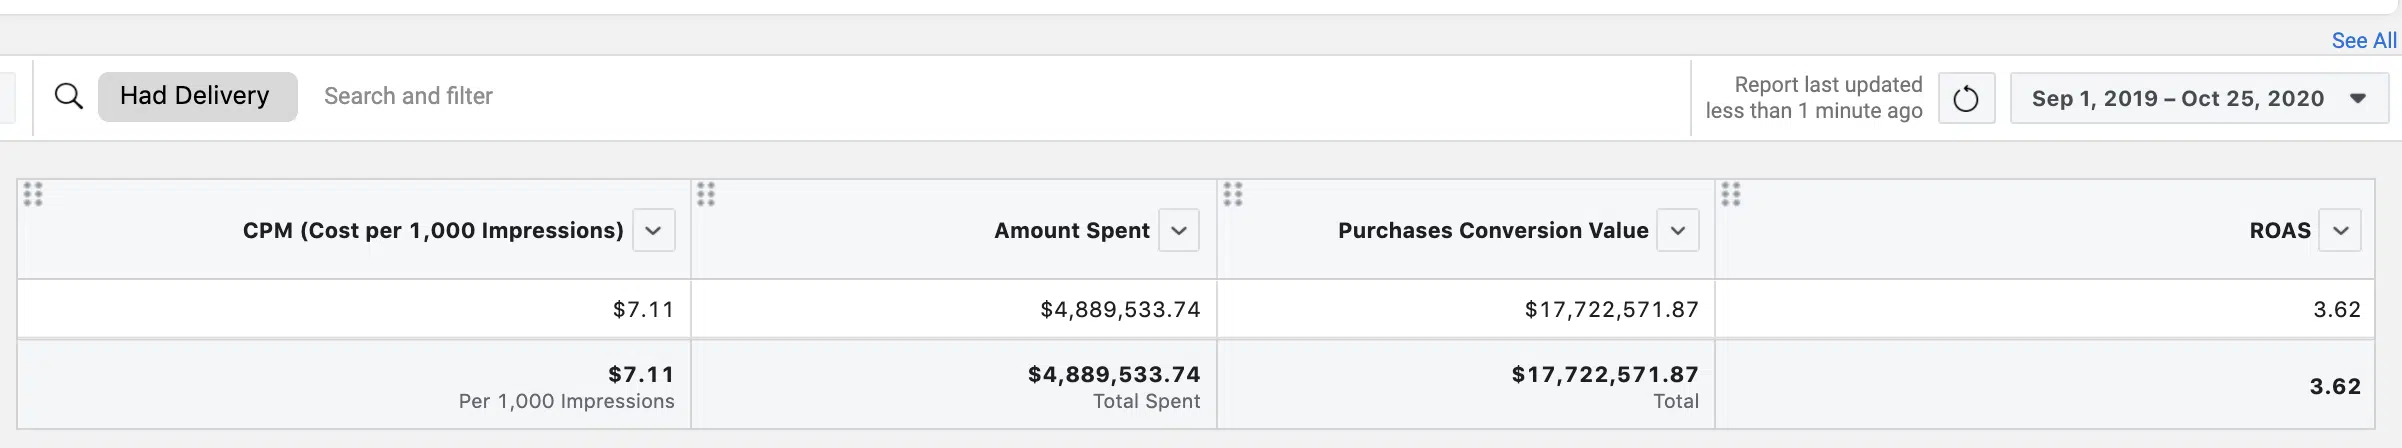 See All
Had Delivery
Search and filter
Report last updated
less than 1 minute ago
Sep 1, 2019 – Oct 25, 2020
CPM (Cost per 1,000 Impressions)
Amount Spent
Purchases Conversion Value
ROAS
$7.11
$4,889,533.74
$17,722,571.87
3.62
$7.11
Per 1,000 Impressions
$4,889,533.74
Total Spent
$17,722,571.87
Total
3.62